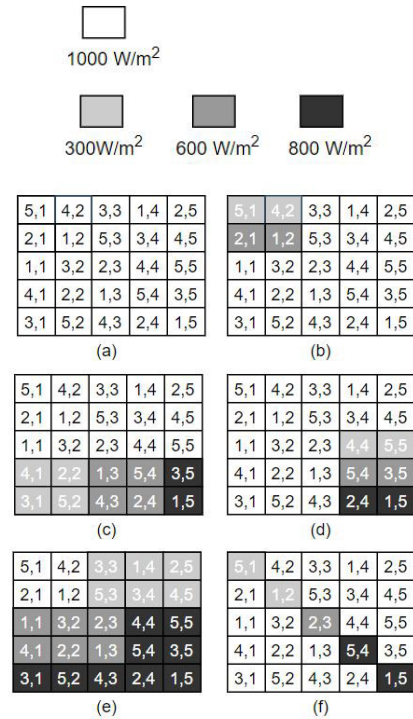 1000 W/m²
300W/m² 600 W/m² 800 W/m²
5,1 4,2 3,3 1,4 2,5 5,1 4,2 3,3 1,4 2,5
2,1 1,2 5,3 3,4 4,5 2,1 1,2 5,3 3,4 4,5
1,1 3,2 2,3 4,4 5,5 1,1 3,2 2,3 4,4 5,5
4,1 2,2 1,3 5,4 3,5 4,1 2,2 1,3 5,4 3,5
3,1 5,2 4,3 2,4 1,5 3,1 5,2 4,3 2,4 1,5
(a) (b)
5,1 4,2 3,3 1,4 2,5 5,1 4,2 3,3 1,4 2,5
2,1 1,2 5,3 3,4 4,5 2,1 1,2 5,3 3,4 4,5
1,1 3,2 2,3 4,4 5,5 1,1 3,2 2,3 4,4 5,5
4,1 2,2 1,3 5,4 3,5 4,1 2,2 1,3 5,4 3,5
3,1 5,2 4,3 2,4 1,5 3,1 5,2 4,3 2,4 1,5
(c) (d)
5,1 4,2 3,3 1,4 2,5 5,1 4,2 3,3 1,4 2,5
2,1 1,2 5,3 3,4 4,5 2,1 1,2 5,3 3,4 4,5
1,1 3,2 2,3 4,4 5,5 1,1 3,2 2,3 4,4 5,5
4,1 2,2 1,3 5,4 3,5 4,1 2,2 1,3 5,4 3,5
3,1 5,2 4,3 2,4 1,5 3,1 5,2 4,3 2,4 1,5
(e) (f)